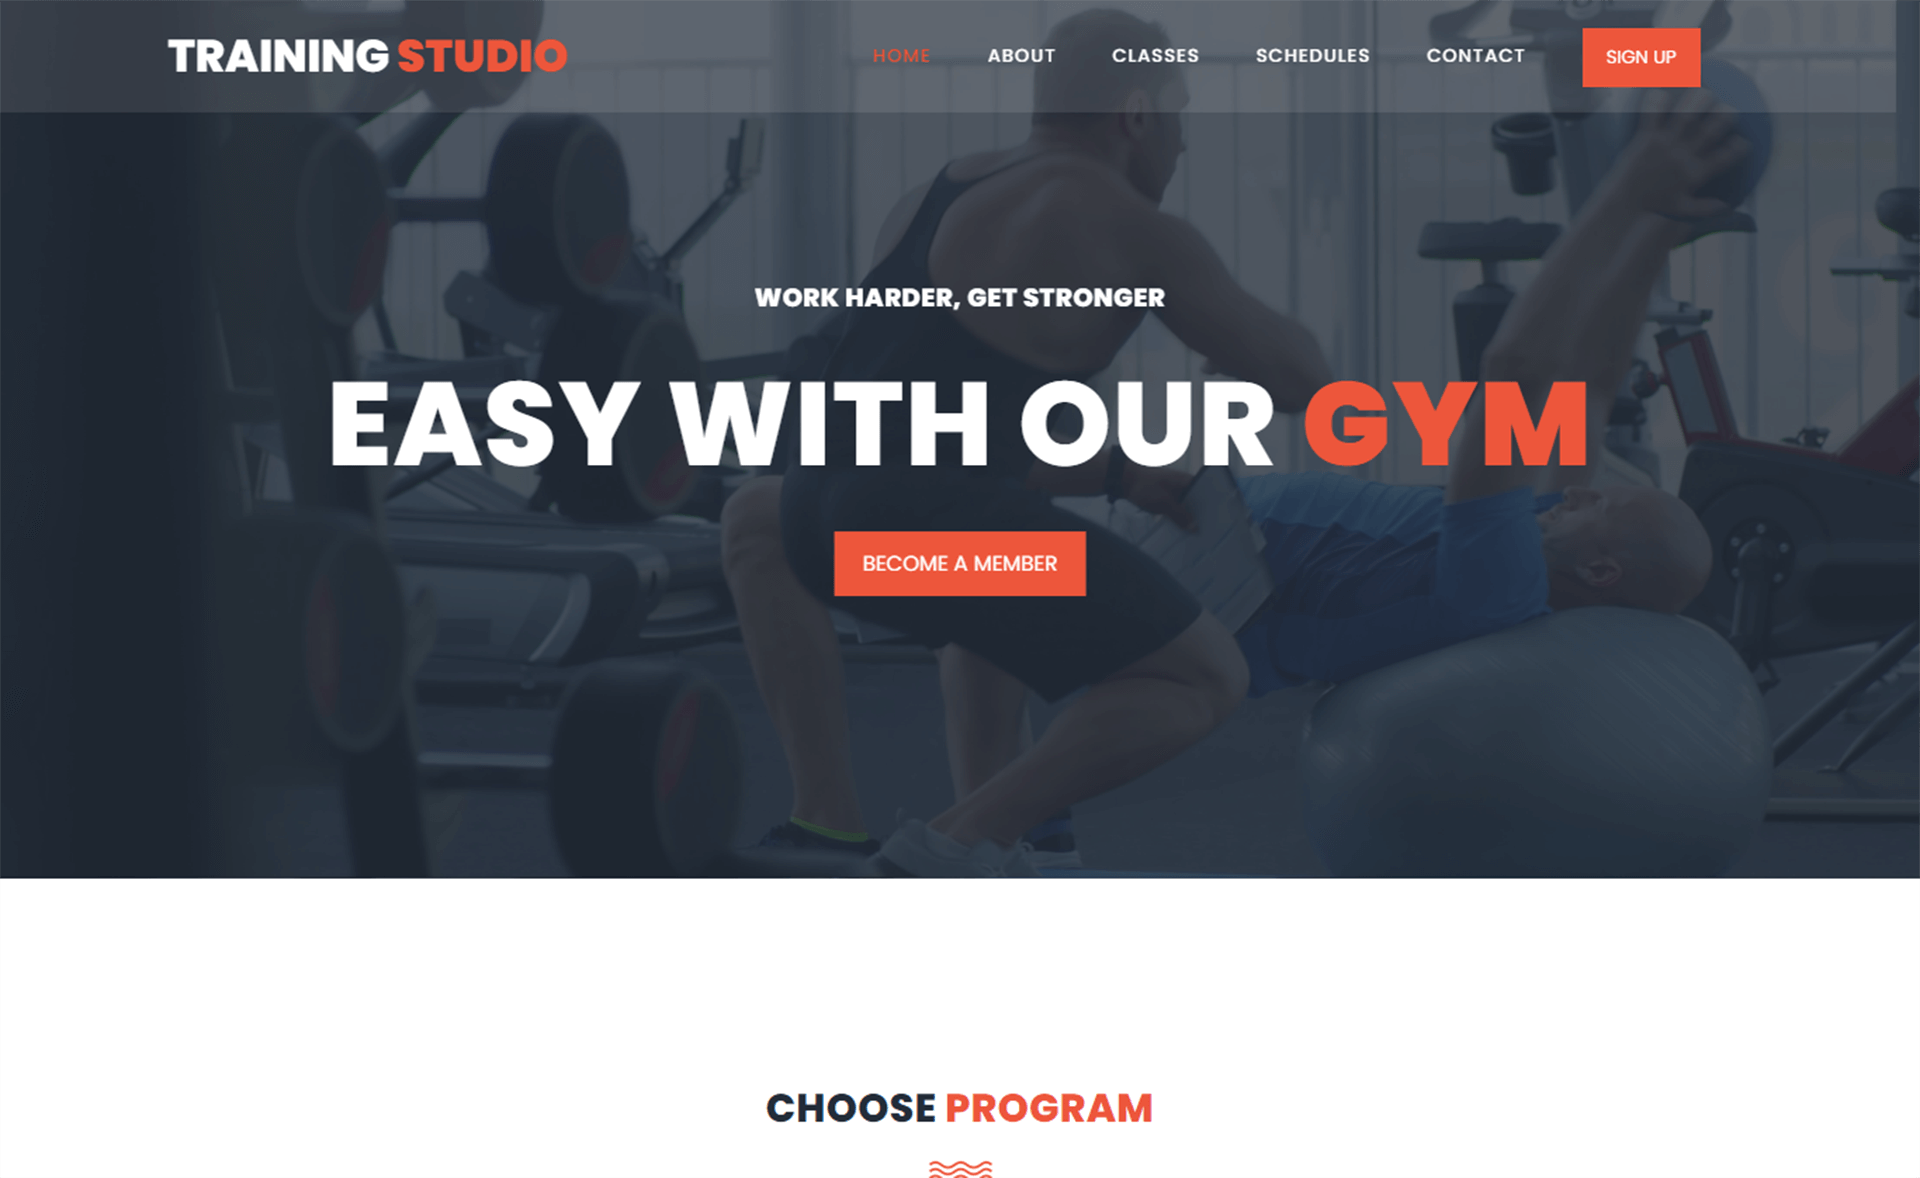 TRAINING STUDIO
HOME ABOUT CLASSES SCHEDULES CONTACT SIGN UP
WORK HARDER, GET STRONGER
EASY WITH OUR GYM
BECOME A MEMBER
CHOOSE PROGRAM